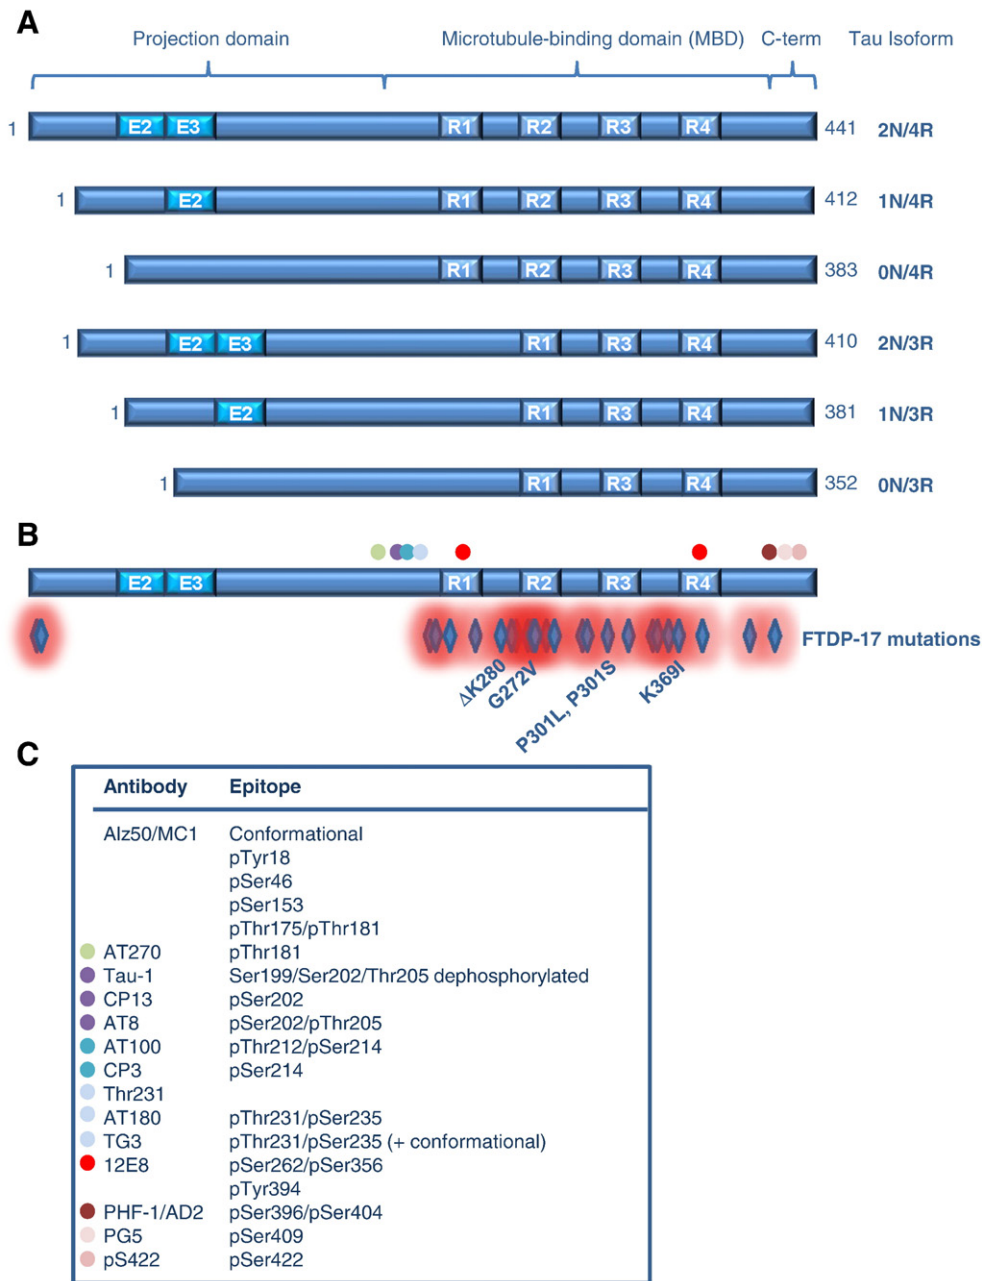 A
Projection domain Microtubule-binding domain (MBD) C-term Tau Isoform
1 E2 E3 R1 R2 R3 R4 441 2N/4R
1 E2 R1 R2 R3 R4 412 1N/4R
1 R1 R2 R3 R4 383 0N/4R
1 E2 E3 R1 R3 R4 410 2N/3R
1 E2 R1 R3 R4 381 1N/3R
1 R1 R3 R4 352 0N/3R
B
E2 E3 R1 R2 R3 R4
FTDP-17 mutations
ΔK280
G272V
P301L, P301S
K369I
C
Antibody Epitope
Alz50/MC1 Conformational
pTyr18
pSer46
pSer153
pThr175/pThr181
AT270 pThr181
Tau-1 Ser199/Ser202/Thr205 dephosphorylated
CP13 pSer202
AT8 pSer202/pThr205
AT100 pThr212/pSer214
CP3 pSer214
Thr231
AT180 pThr231/pSer235
TG3 pThr231/pSer235 (+ conformational)
12E8 pSer262/pSer356
pTyr394
PHF-1/AD2 pSer396/pSer404
PG5 pSer409
pS422 pSer422